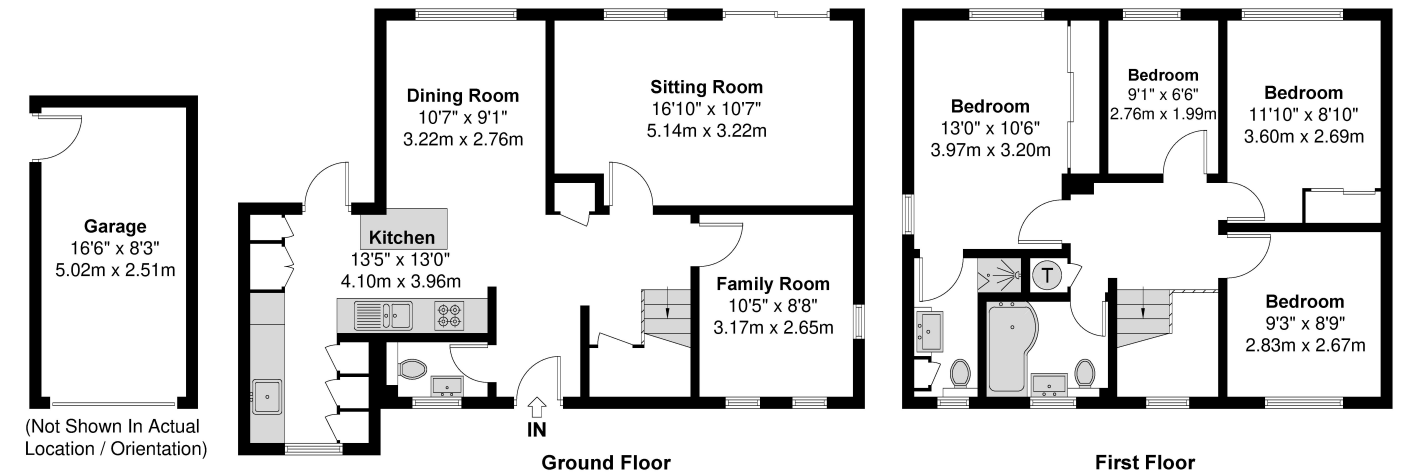 Garage
16'6" x 8'3"
5.02m x 2.51m
(Not Shown In Actual
Location / Orientation)
Dining Room
10'7" x 9'1"
3.22m x 2.76m
Sitting Room
16'10" x 10'7"
5.14m x 3.22m
Kitchen
13'5" x 13'0"
4.10m x 3.96m
Family Room
10'5" x 8'8"
3.17m x 2.65m
IN
Ground Floor
Bedroom
13'0" x 10'6"
3.97m x 3.20m
Bedroom
9'1" x 6'6"
2.76m x 1.99m
Bedroom
11'10" x 8'10"
3.60m x 2.69m
T
Bedroom
9'3" x 8'9"
2.83m x 2.67m
First Floor